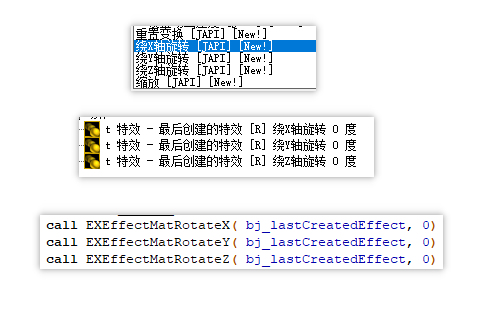 重置变换 [JAPI] [New!]
绕X轴旋转 [JAPI] [New!]
绕Y轴旋转 [JAPI] [New!]
绕Z轴旋转 [JAPI] [New!]
缩放 [JAPI] [New!]
t 特效 - 最后创建的特效 [R] 绕X轴旋转 0 度
t 特效 - 最后创建的特效 [R] 绕Y轴旋转 0 度
t 特效 - 最后创建的特效 [R] 绕Z轴旋转 0 度
call EXEffectMatRotateX( bj_lastCreatedEffect, 0)
call EXEffectMatRotateY( bj_lastCreatedEffect, 0)
call EXEffectMatRotateZ( bj_lastCreatedEffect, 0)